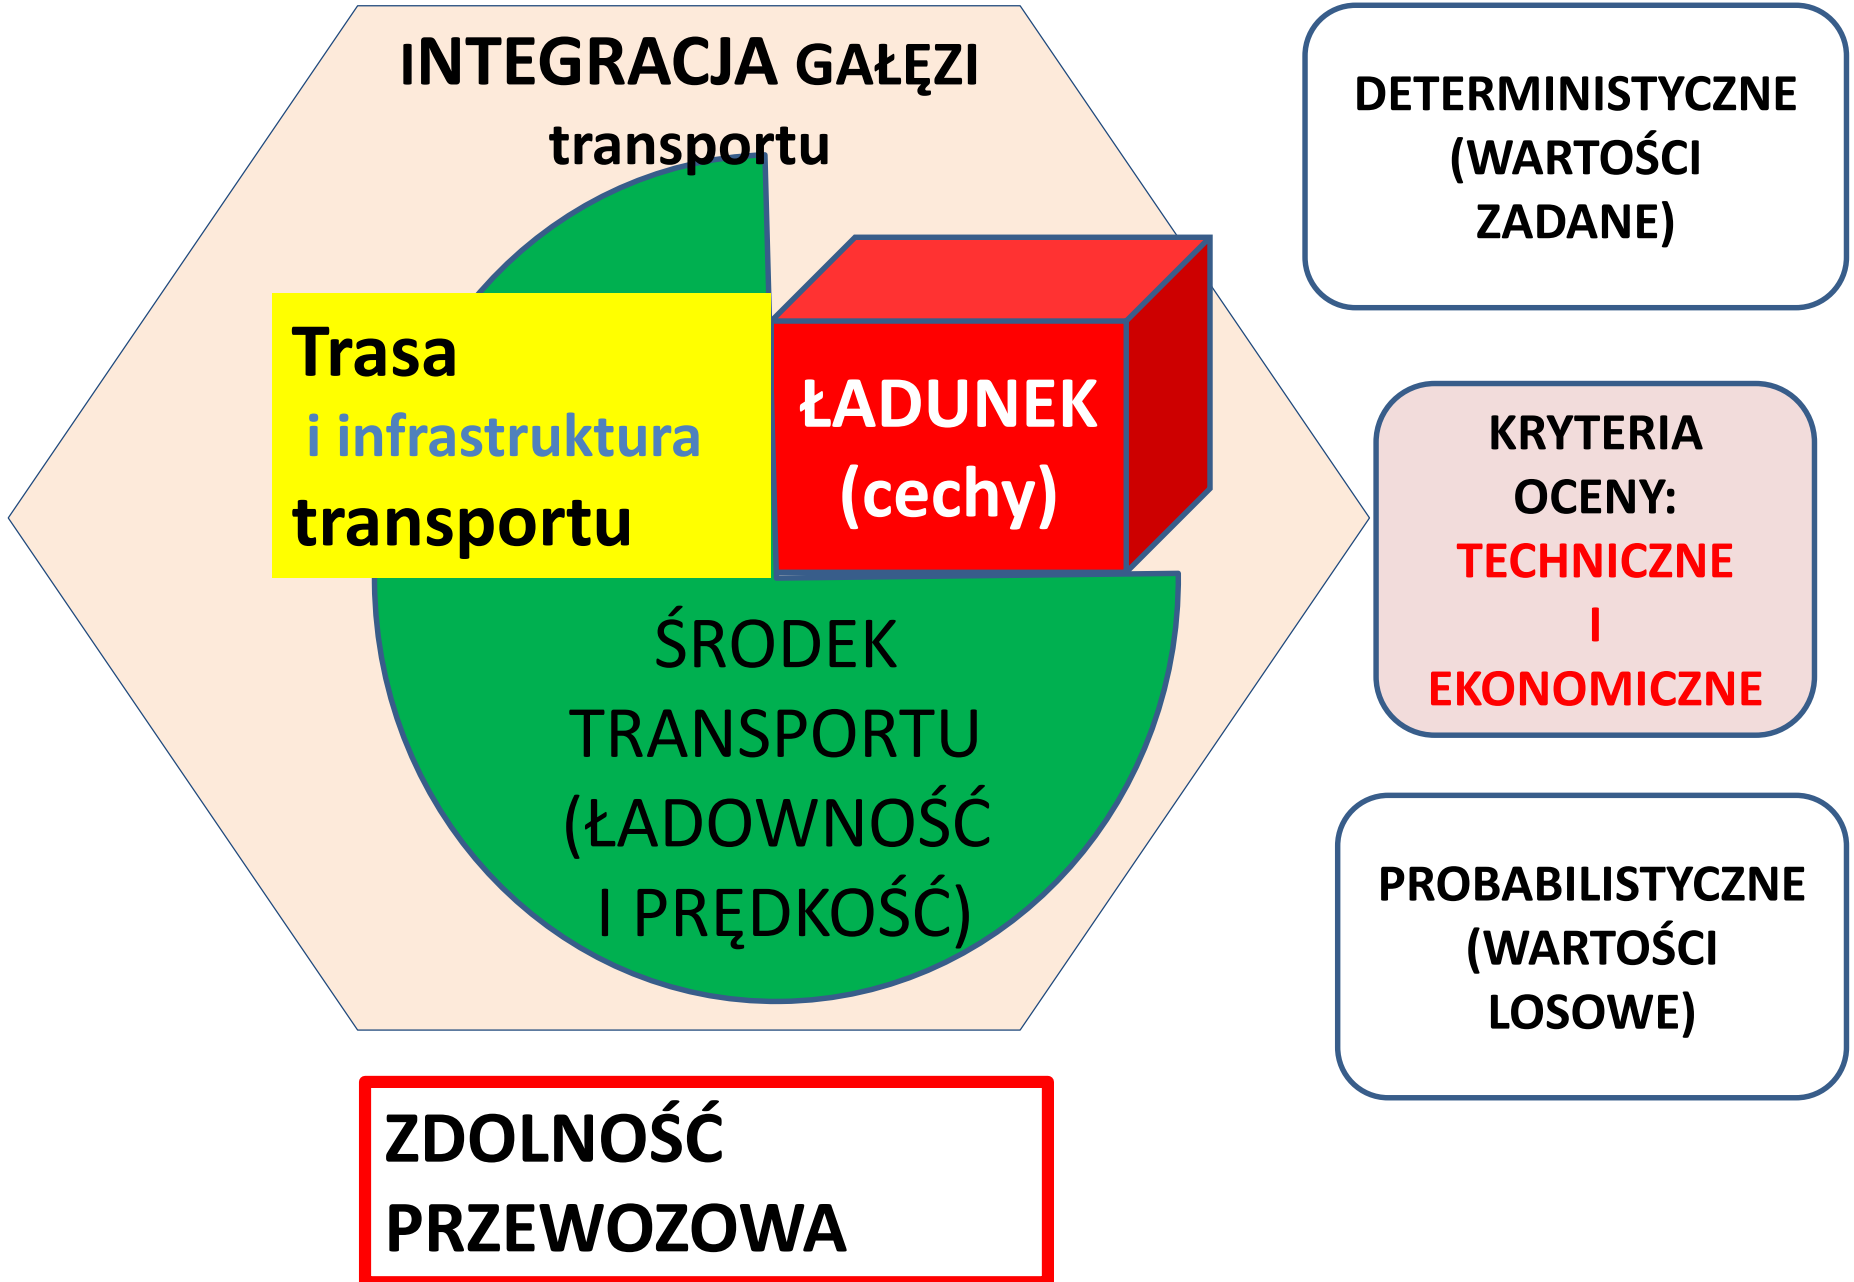 INTEGRACJA GAŁĘZI
transportu
Trasa
i infrastruktura
transportu
ŁADUNEK
(cechy)
ŚRODEK
TRANSPORTU
(ŁADOWNOŚĆ
I PRĘDKOŚĆ)
ZDOLNOŚĆ
PRZEWOZOWA
DETERMINISTYCZNE
(WARTOŚCI
ZADANE)
KRYTERIA
OCENY:
TECHNICZNE
I
EKONOMICZNE
PROBABILISTYCZNE
(WARTOŚCI
LOSOWE)